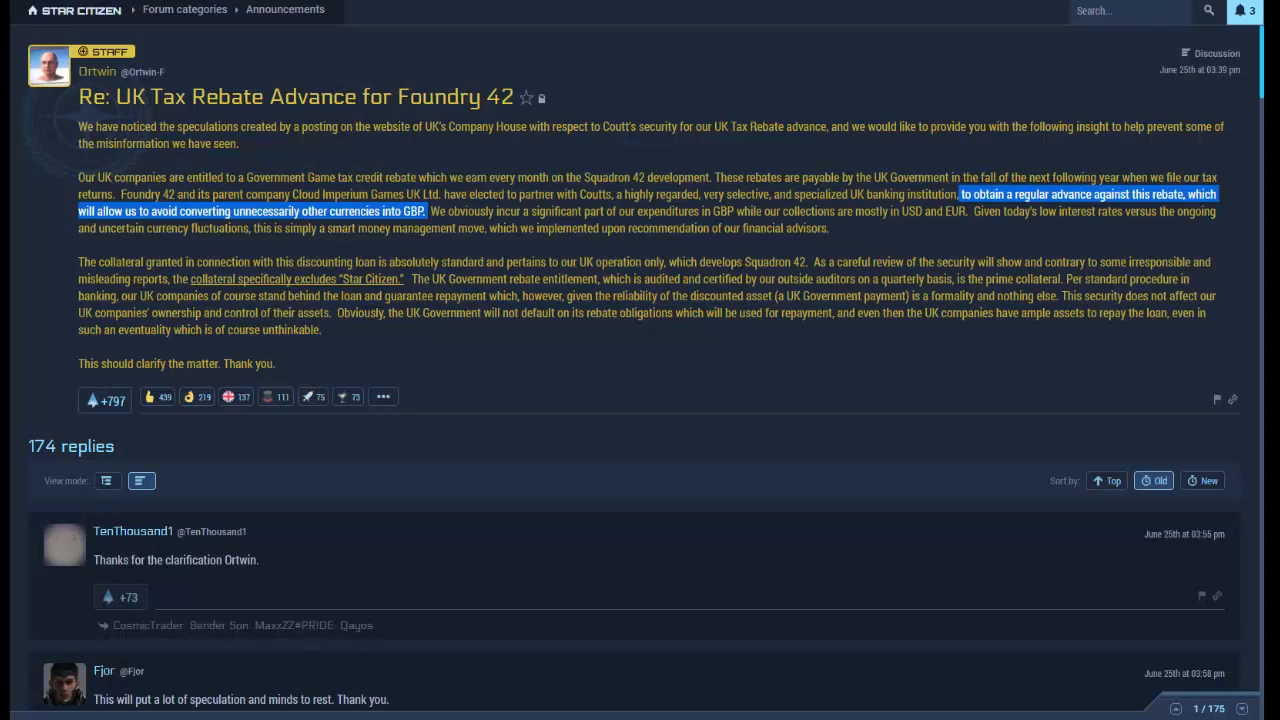 STAR CITIZEN Forum categories Announcements Search... 3
STAFF
Discussion
Ortwin @Ortwin-F
June 25th at 03:39 pm
Re: UK Tax Rebate Advance for Foundry 42
We have noticed the speculations created by a posting on the website of UK's Company House with respect to Coutt's security for our UK Tax Rebate advance, and we would like to provide you with the following insight to help prevent some of
the misinformation we have seen.
Our UK companies are entitled to a Government Game tax credit rebate which we earn every month on the Squadron 42 development. These rebates are payable by the UK Government in the fall of the next following year when we file our tax
returns. Foundry 42 and its parent company Cloud Imperium Games UK Ltd. have elected to partner with Coutts, a highly regarded, very selective, and specialized UK banking institution, to obtain a regular advance against this rebate, which
will allow us to avoid converting unnecessarily other currencies into GBP. We obviously incur a significant part of our expenditures in GBP while our collections are mostly in USD and EUR. Given today's low interest rates versus the ongoing
and uncertain currency fluctuations, this is simply a smart money management move, which we implemented upon recommendation of our financial advisors.
The collateral granted in connection with this discounting loan is absolutely standard and pertains to our UK operation only, which develops Squadron 42. As a careful review of the security will show and contrary to some irresponsible and
misleading reports, the collateral specifically excludes “Star Citizen.” The UK Government rebate entitlement, which is audited and certified by our outside auditors on a quarterly basis, is the prime collateral. Per standard procedure in
banking, our UK companies of course stand behind the loan and guarantee repayment which, however, given the reliability of the discounted asset (a UK Government payment) is a formality and nothing else. This security does not affect our
UK companies' ownership and control of their assets. Obviously, the UK Government will not default on its rebate obligations which will be used for repayment, and even then the UK companies have ample assets to repay the loan, even in
such an eventuality which is of course unthinkable.
This should clarify the matter. Thank you.
+797 439 219 137 111 75 73
174 replies
View mode: Sort by: Top Old New
TenThousand1 @TenThousand1
June 25th at 03:55 pm
Thanks for the clarification Ortwin.
+73
CosmicTrader Bender Son MaxxZZ#PRIDE Qayos
Fjor @Fjor
June 25th at 03:58 pm
This will put a lot of speculation and minds to rest. Thank you.
1 / 175